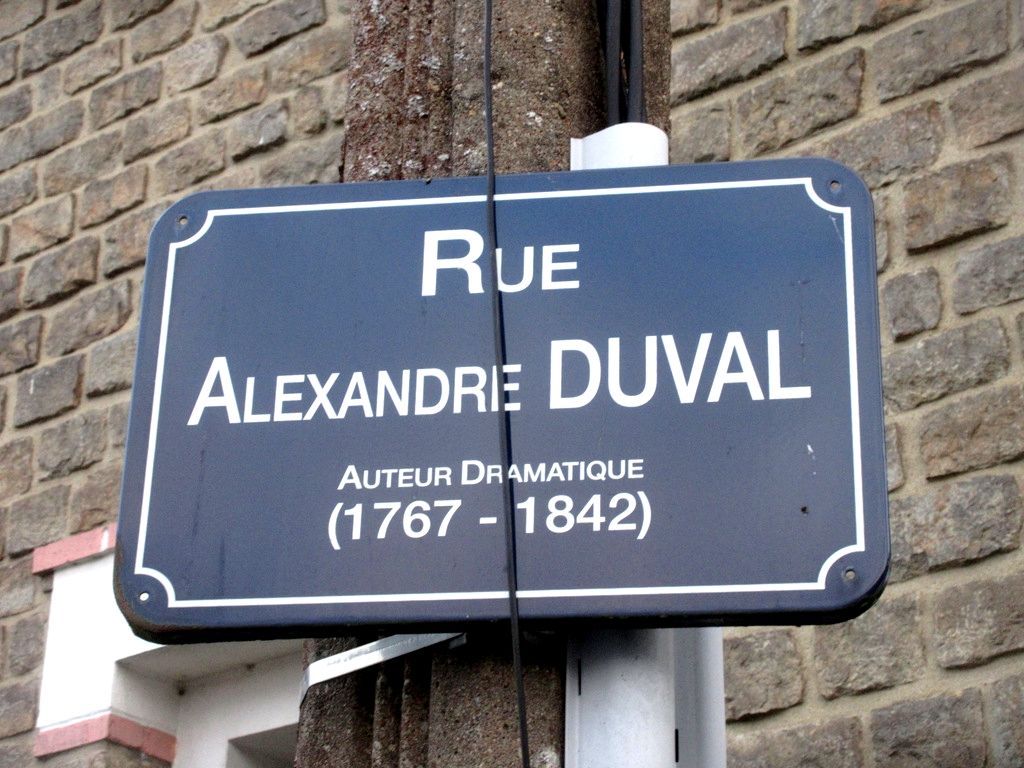 RUE
ALEXANDRE DUVAL
AUTEUR DRAMATIQUE
(1767 - 1842)